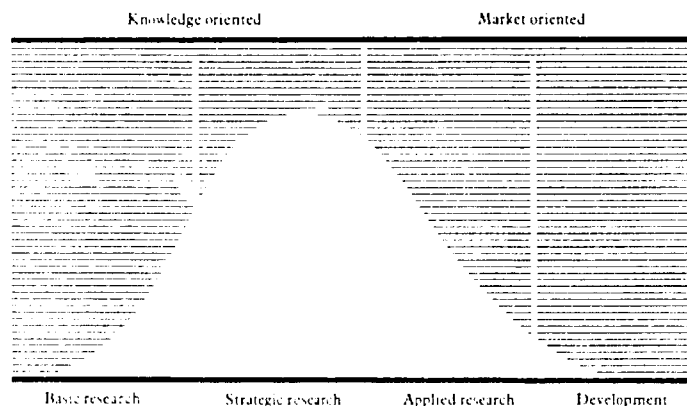 Knowledge oriented Market oriented
Basic research Strategic research Applied research Development